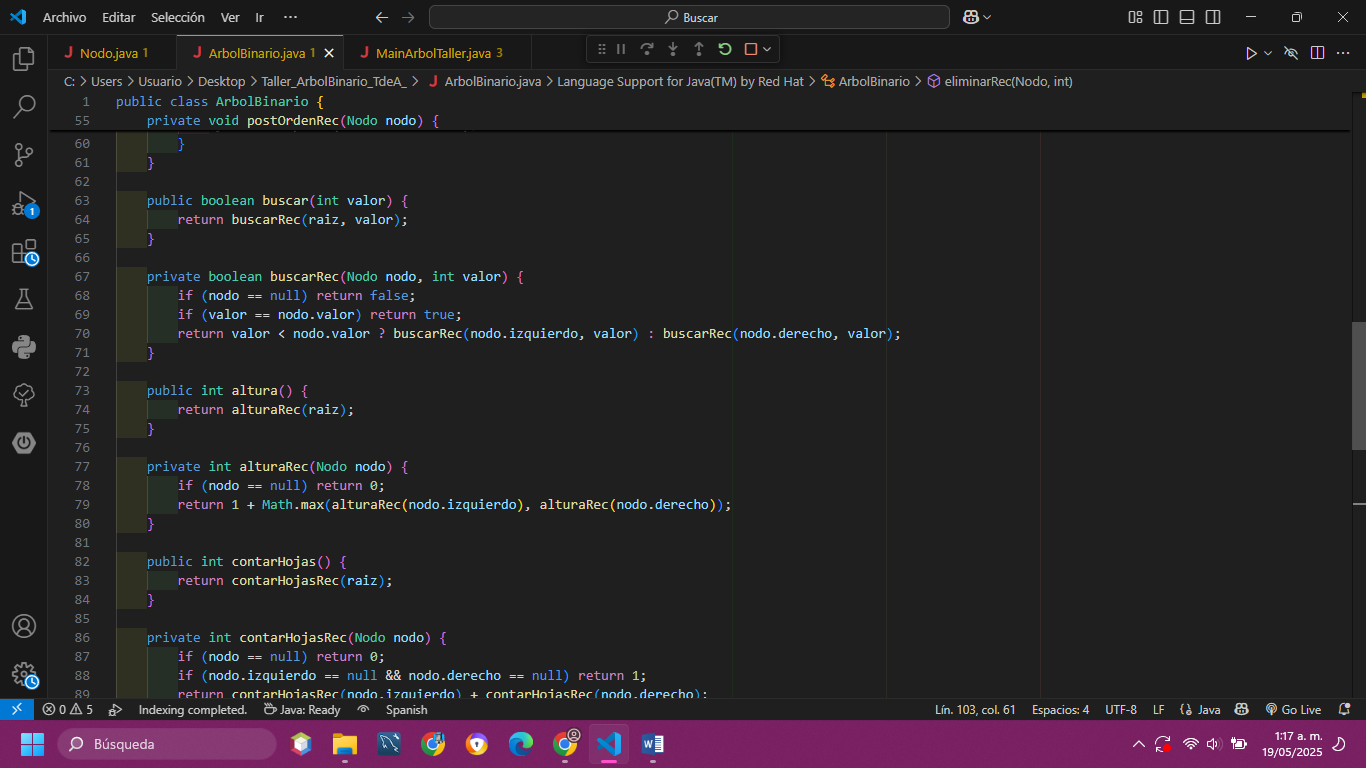 Archivo Editar Selección Ver Ir ··· Buscar
Nodo.java 1 ArbolBinario.java 1 MainArbolTaller.java 3
C: > Users > Usuario > Desktop > Taller_ArbolBinario_TdeA_ > ArbolBinario.java > Language Support for Java(TM) by Red Hat > ArbolBinario > eliminarRec(Nodo, int)
1 public class ArbolBinario {
55 private void postOrdenRec(Nodo nodo) {
60 }
61 }
62
63 public boolean buscar(int valor) {
64 return buscarRec(raiz, valor);
65 }
66
67 private boolean buscarRec(Nodo nodo, int valor) {
68 if (nodo == null) return false;
69 if (valor == nodo.valor) return true;
70 return valor < nodo.valor ? buscarRec(nodo.izquierdo, valor) : buscarRec(nodo.derecho, valor);
71 }
72
73 public int altura() {
74 return alturaRec(raiz);
75 }
76
77 private int alturaRec(Nodo nodo) {
78 if (nodo == null) return 0;
79 return 1 + Math.max(alturaRec(nodo.izquierdo), alturaRec(nodo.derecho));
80 }
81
82 public int contarHojas() {
83 return contarHojasRec(raiz);
84 }
85
86 private int contarHojasRec(Nodo nodo) {
87 if (nodo == null) return 0;
88 if (nodo.izquierdo == null && nodo.derecho == null) return 1;
89 return contarHojasRec(nodo.izquierdo) + contarHojasRec(nodo.derecho);
1
0 5 Indexing completed. Java: Ready Spanish Lín. 103, col. 61 Espacios: 4 UTF-8 LF {} Java Go Live
Búsqueda
1:17 a. m.
19/05/2025